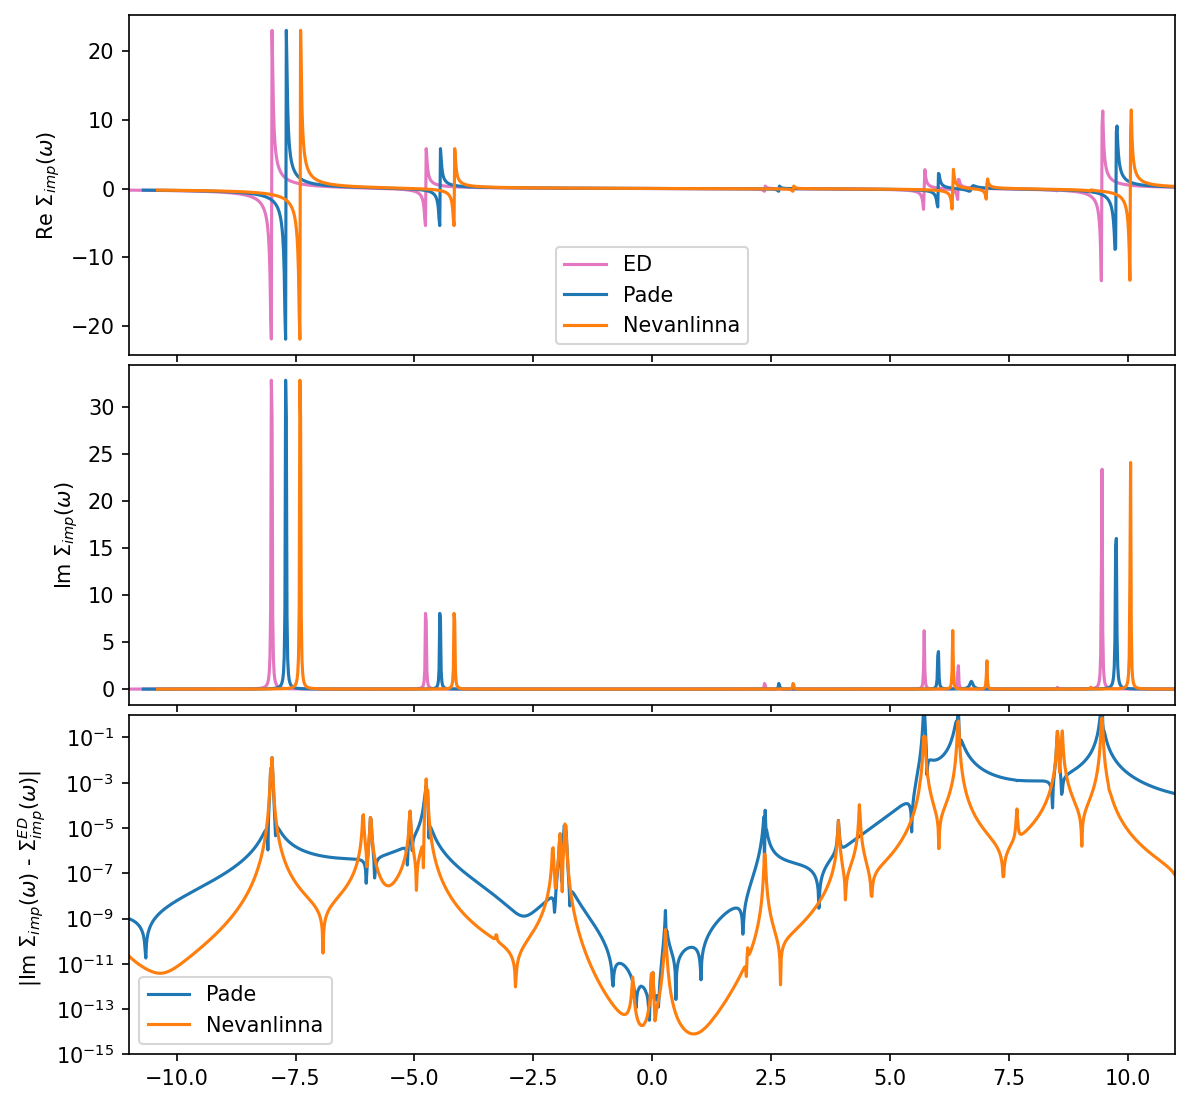 20
10
0
−10
−20
Re Σ_imp(ω)
ED
Pade
Nevanlinna
30
25
20
15
10
5
0
Im Σ_imp(ω)
10⁻¹
10⁻³
10⁻⁵
10⁻⁷
10⁻⁹
10⁻¹¹
10⁻¹³
10⁻¹⁵
|Im Σ_imp(ω) - Σ_imp^ED(ω)|
Pade
Nevanlinna
−10.0 −7.5 −5.0 −2.5 0.0 2.5 5.0 7.5 10.0